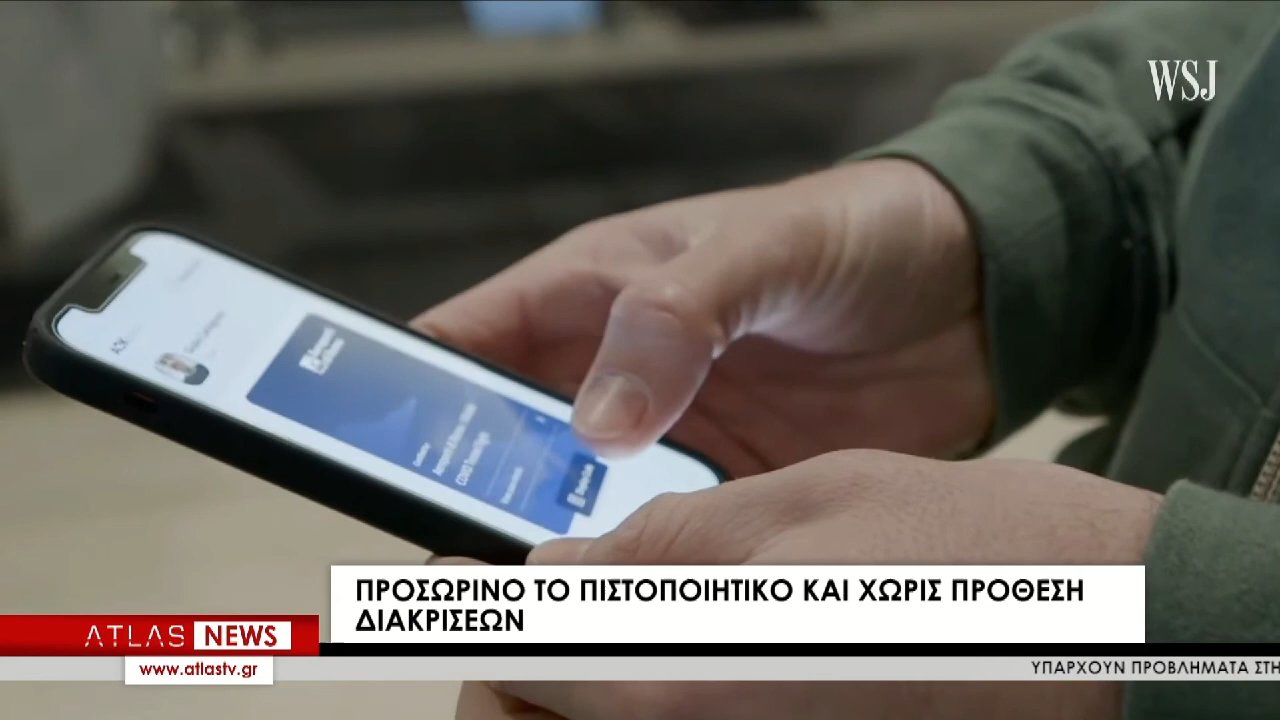 WSJ
ΠΡΟΣΩΡΙΝΟ ΤΟ ΠΙΣΤΟΠΟΙΗΤΙΚΟ ΚΑΙ ΧΩΡΙΣ ΠΡΟΘΕΣΗ
ΔΙΑΚΡΙΣΕΩΝ
ATLAS NEWS
www.atlastv.gr
ΥΠΑΡΧΟΥΝ ΠΡΟΒΛΗΜΑΤΑ ΣΤΗ